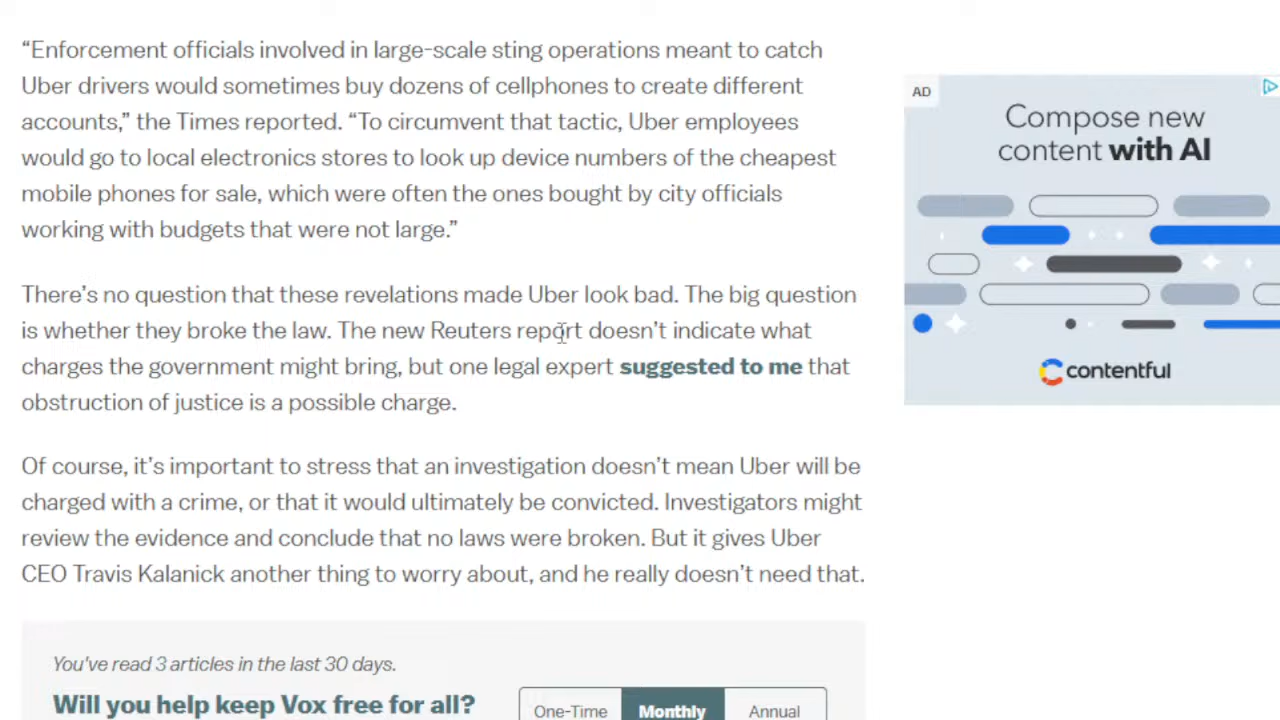 “Enforcement officials involved in large-scale sting operations meant to catch
Uber drivers would sometimes buy dozens of cellphones to create different
accounts,” the Times reported. “To circumvent that tactic, Uber employees
would go to local electronics stores to look up device numbers of the cheapest
mobile phones for sale, which were often the ones bought by city officials
working with budgets that were not large.”
There’s no question that these revelations made Uber look bad. The big question
is whether they broke the law. The new Reuters report doesn’t indicate what
charges the government might bring, but one legal expert suggested to me that
obstruction of justice is a possible charge.
Of course, it’s important to stress that an investigation doesn’t mean Uber will be
charged with a crime, or that it would ultimately be convicted. Investigators might
review the evidence and conclude that no laws were broken. But it gives Uber
CEO Travis Kalanick another thing to worry about, and he really doesn’t need that.
You’ve read 3 articles in the last 30 days.
Will you help keep Vox free for all?
One-Time Monthly Annual
AD
Compose new
content with AI
contentful